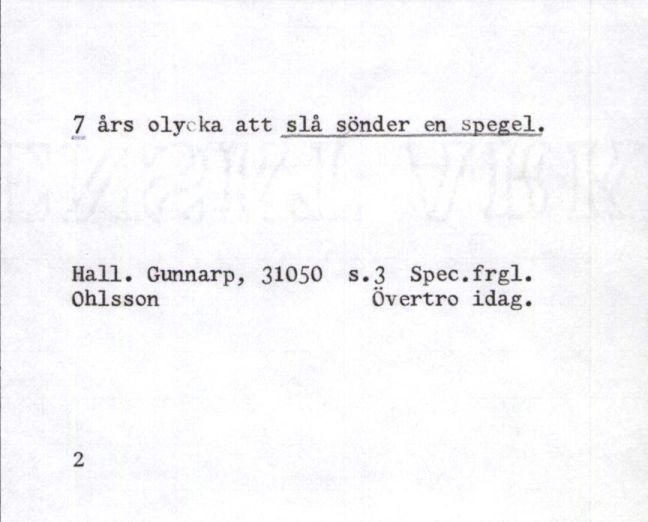 7 års olycka att slå sönder en spegel.
Hall. Gunnarp, 31050 s.3 Spec.frgl.
Ohlsson Övertro idag.
2